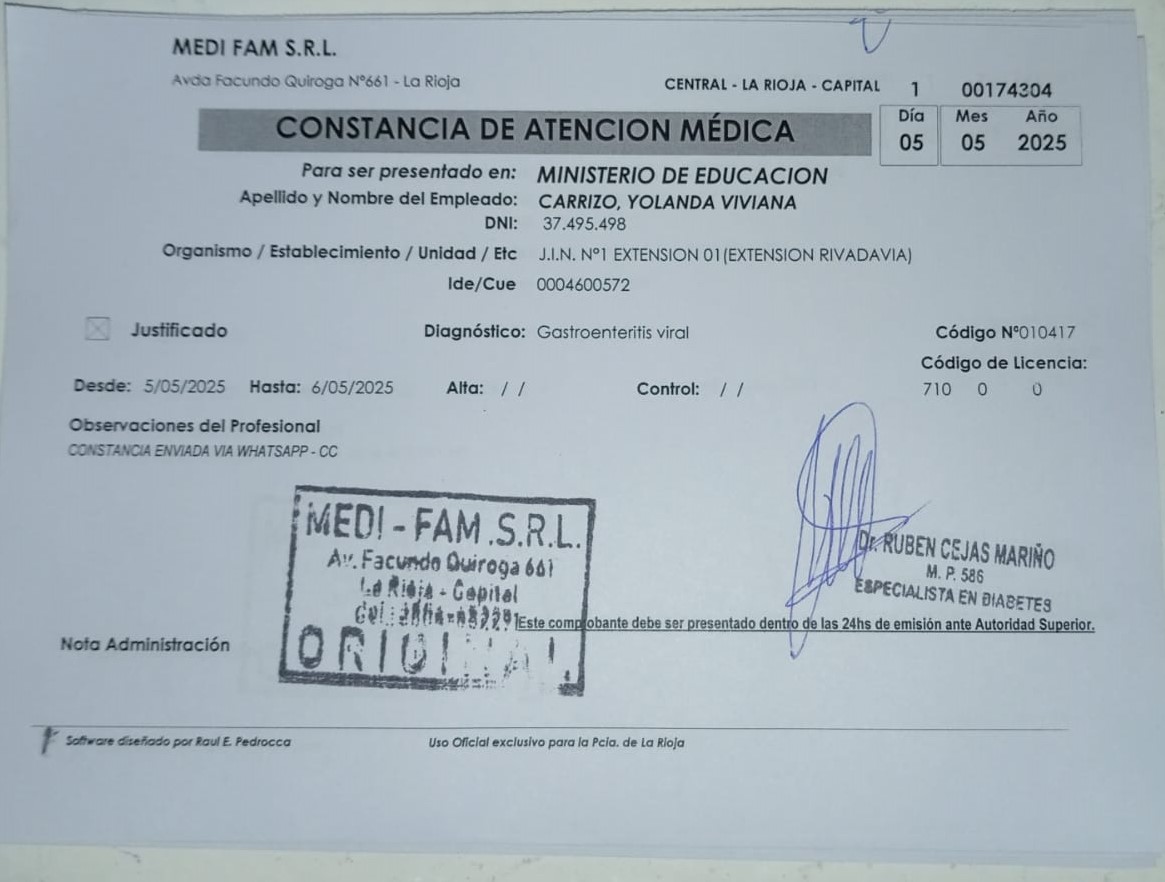 MEDI FAM S.R.L.
Avda Facundo Quiroga Nº661 - La Rioja
CENTRAL - LA RIOJA - CAPITAL 1 00174304
CONSTANCIA DE ATENCION MÉDICA
Día Mes Año
05 05 2025
Para ser presentado en: MINISTERIO DE EDUCACION
Apellido y Nombre del Empleado: CARRIZO, YOLANDA VIVIANA
DNI: 37.495.498
Organismo / Establecimiento / Unidad / Etc J.I.N. Nº1 EXTENSION 01(EXTENSION RIVADAVIA)
Ide/Cue 0004600572
Justificado Diagnóstico: Gastroenteritis viral Código Nº010417
Código de Licencia:
Desde: 5/05/2025 Hasta: 6/05/2025 Alta: / / Control: / / 710 0 0
Observaciones del Profesional
CONSTANCIA ENVIADA VIA WHATSAPP - CC
MEDI - FAM .S.R.L.
Av. Facundo Quiroga 661
La Rioja - Capital
ORIGINAL
Dr. RUBEN CEJAS MARIÑO
M. P. 586
ESPECIALISTA EN DIABETES
Este comprobante debe ser presentado dentro de las 24hs de emisión ante Autoridad Superior.
Nota Administración
Software diseñado por Raul E. Pedrocca
Uso Oficial exclusivo para la Pcia. de La Rioja